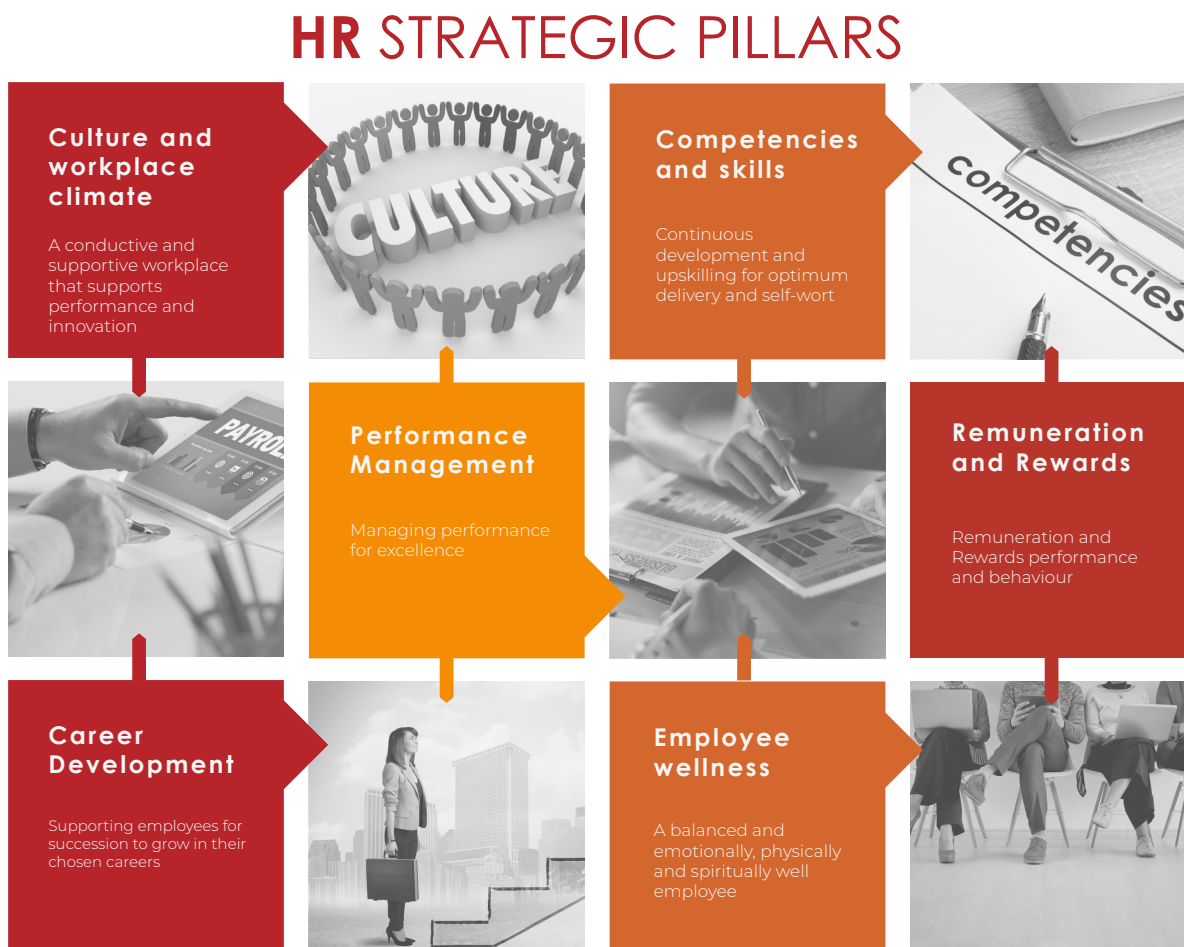 HR STRATEGIC PILLARS
Culture and
workplace
climate
A conductive and
supportive workplace
that supports
performance and
innovation
CULTURE
Competencies
and skills
Continuous
development and
upskilling for optimum
delivery and self-wort
competencies
PAYROL
Performance
Management
Managing performance
for excellence
BUSINESS
Remuneration
and Rewards
Remuneration and
Rewards performance
and behaviour
Career
Development
Supporting employees for
succession to grow in their
chosen careers
Employee
wellness
A balanced and
emotionally, physically
and spiritually well
employee